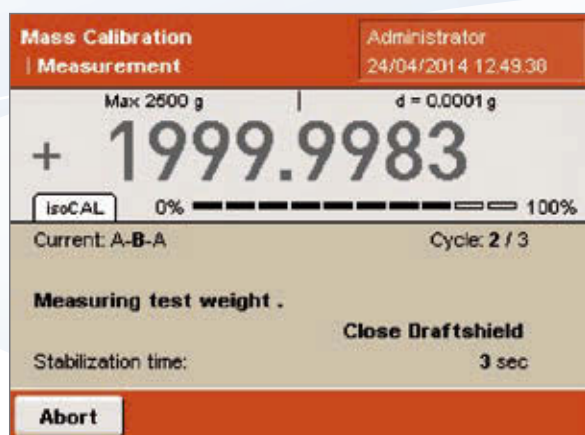 Mass Calibration
| Measurement
Administrator
24/04/2014 12.49.38
Max 2500 g | d = 0.0001 g
+ 1999.9983
isoCAL 0% 100%
Current: A-B-A Cycle: 2 / 3
Measuring test weight .
Close Draftshield
Stabilization time: 3 sec
Abort